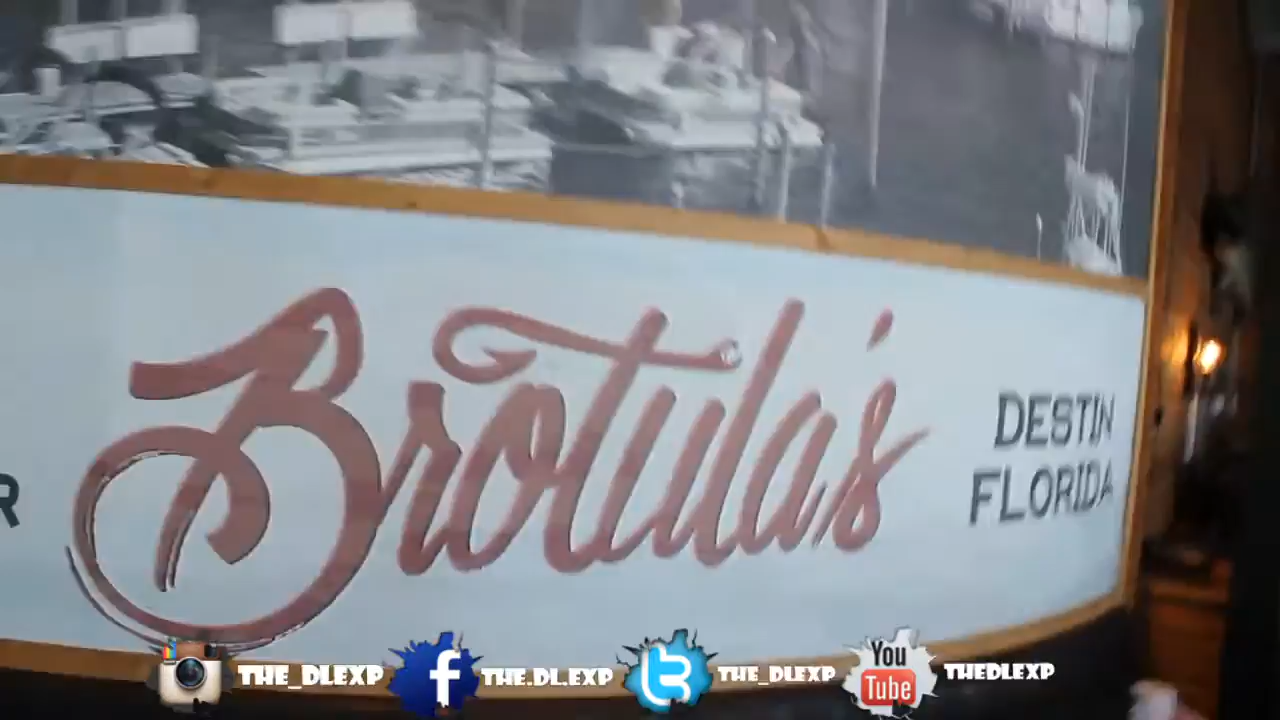 Brotula's
DESTIN
FLORIDA
R
THE_DLEXP
f
THE.DL.EXP
t
THE_DLEXP
You
Tube
THEDLEXP